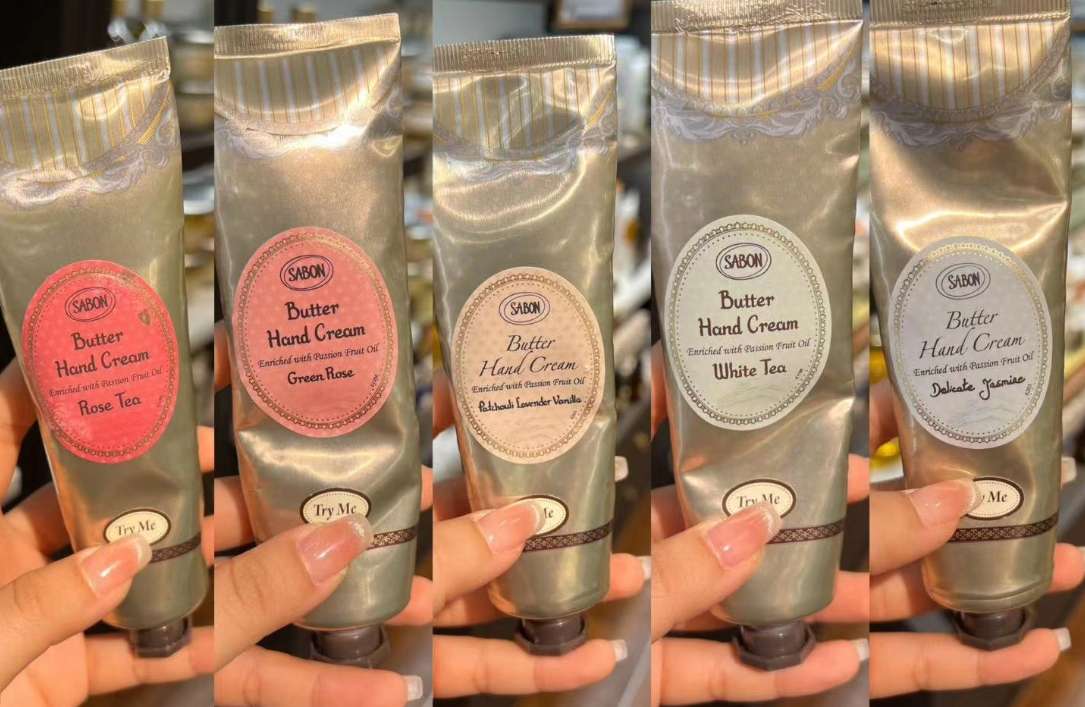 SABON
Butter
Hand Cream
Enriched with Passion Fruit Oil
Rose Tea
Try Me
SABON
Butter
Hand Cream
Enriched with Passion Fruit Oil
Green Rose
Try Me
SABON
Butter
Hand Cream
Enriched with Passion Fruit Oil
Patchouli Lavender Vanilla
SABON
Butter
Hand Cream
Enriched with Passion Fruit Oil
White Tea
Try Me
SABON
Butter
Hand Cream
Enriched with Passion Fruit Oil
Delicate Jasmine
Me